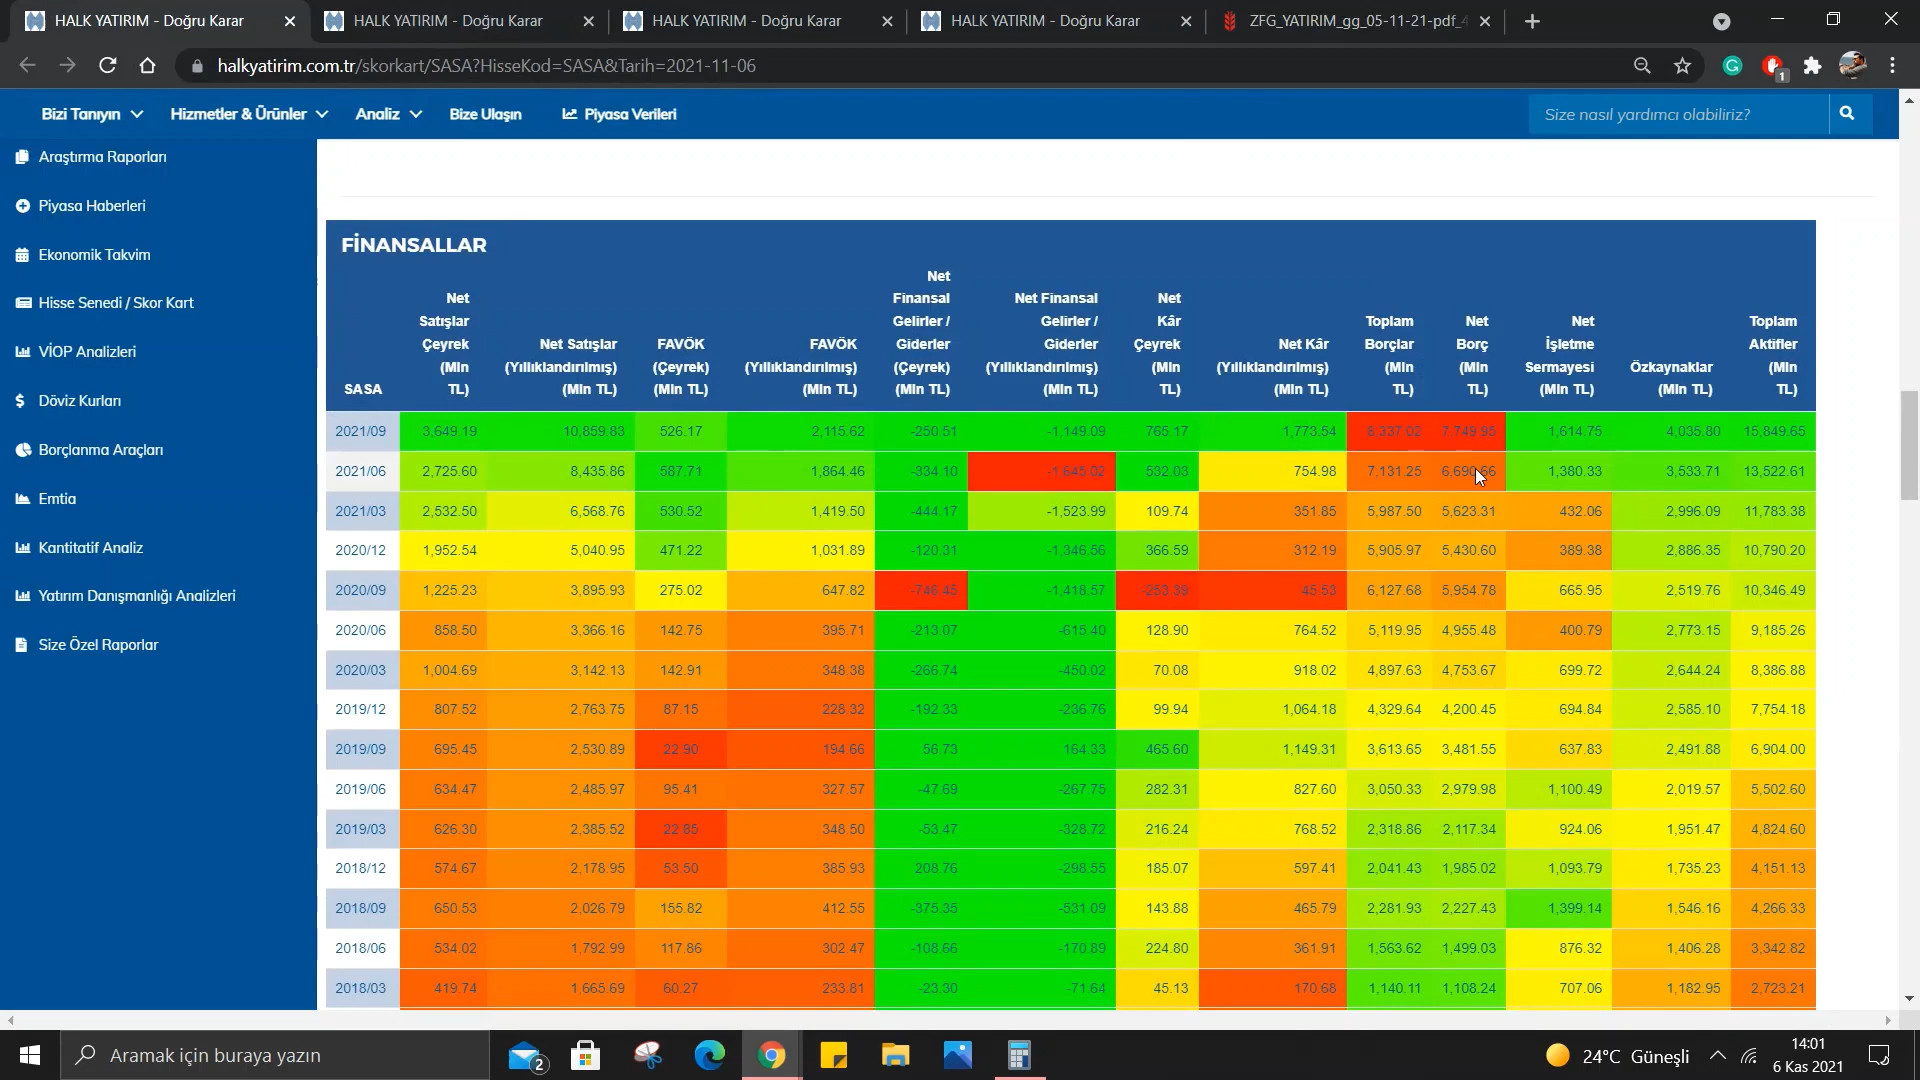 HALK YATIRIM - Doğru Karar
HALK YATIRIM - Doğru Karar
HALK YATIRIM - Doğru Karar
HALK YATIRIM - Doğru Karar
ZFG_YATIRIM_gg_05-11-21-pdf_
halkyatirim.com.tr/skorkart/SASA?HisseKod=SASA&Tarih=2021-11-06
1
Bizi Tanıyın Hizmetler & Ürünler Analiz Bize Ulaşın Piyasa Verileri
Size nasıl yardımcı olabiliriz?
Araştırma Raporları
Piyasa Haberleri
Ekonomik Takvim
Hisse Senedi / Skor Kart
VİOP Analizleri
Döviz Kurları
Borçlanma Araçları
Emtia
Kantitatif Analiz
Yatırım Danışmanlığı Analizleri
Size Özel Raporlar
FİNANSALLAR
SASA
Net
Satışlar
Çeyrek
(Mln
TL)
Net Satışlar
(Yıllıklandırılmış)
(Mln TL)
FAVÖK
(Çeyrek)
(Mln TL)
FAVÖK
(Yıllıklandırılmış)
(Mln TL)
Net
Finansal
Gelirler /
Giderler
(Çeyrek)
(Mln TL)
Net Finansal
Gelirler /
Giderler
(Yıllıklandırılmış)
(Mln TL)
Net
Kâr
Çeyrek
(Mln
TL)
Net Kâr
(Yıllıklandırılmış)
(Mln TL)
Toplam
Borçlar
(Mln
TL)
Net
Borç
(Mln
TL)
Net
İşletme
Sermayesi
(Mln TL)
Özkaynaklar
(Mln TL)
Toplam
Aktifler
(Mln
TL)
2021/09 3,649.19 10,859.83 526.17 2,115.62 -250.51 -1,149.09 765.17 1,773.54 8,337.02 7,749.95 1,614.75 4,035.80 15,849.65
2021/06 2,725.60 8,435.86 587.71 1,864.46 -334.10 -1,645.02 532.03 754.98 7,131.25 6,690.66 1,380.33 3,533.71 13,522.61
2021/03 2,532.50 6,568.76 530.52 1,419.50 -444.17 -1,523.99 109.74 351.85 5,987.50 5,623.31 432.06 2,996.09 11,783.38
2020/12 1,952.54 5,040.95 471.22 1,031.89 -120.31 -1,346.56 366.59 312.19 5,905.97 5,430.60 389.38 2,886.35 10,790.20
2020/09 1,225.23 3,895.93 275.02 647.82 -746.45 -1,418.57 -253.39 45.53 6,127.68 5,954.78 665.95 2,519.76 10,346.49
2020/06 858.50 3,366.16 142.75 395.71 -213.07 -615.40 128.90 764.52 5,119.95 4,955.48 400.79 2,773.15 9,185.26
2020/03 1,004.69 3,142.13 142.91 348.38 -266.74 -450.02 70.08 918.02 4,897.63 4,753.67 699.72 2,644.24 8,386.88
2019/12 807.52 2,763.75 87.15 228.32 -192.33 -236.76 99.94 1,064.18 4,329.64 4,200.45 694.84 2,585.10 7,754.18
2019/09 695.45 2,530.89 22.90 194.66 56.73 164.33 465.60 1,149.31 3,613.65 3,481.55 637.83 2,491.88 6,904.00
2019/06 634.47 2,485.97 95.41 327.57 -47.69 -267.75 282.31 827.60 3,050.33 2,979.98 1,100.49 2,019.57 5,502.60
2019/03 626.30 2,385.52 22.85 348.50 -53.47 -328.72 216.24 768.52 2,318.86 2,117.34 924.06 1,951.47 4,824.60
2018/12 574.67 2,178.95 53.50 385.93 208.76 -298.55 185.07 597.41 2,041.43 1,985.02 1,093.79 1,735.23 4,151.13
2018/09 650.53 2,026.79 155.82 412.55 -375.35 -531.09 143.88 465.79 2,281.93 2,227.43 1,399.14 1,546.16 4,266.33
2018/06 534.02 1,792.99 117.86 302.47 -108.66 -170.89 224.80 361.91 1,563.62 1,499.03 876.32 1,406.28 3,342.82
2018/03 419.74 1,665.69 60.27 233.81 -23.30 -71.64 45.13 170.68 1,140.11 1,108.24 707.06 1,182.95 2,723.21
Aramak için buraya yazın
2
24°C Güneşli
14:01
6 Kas 2021